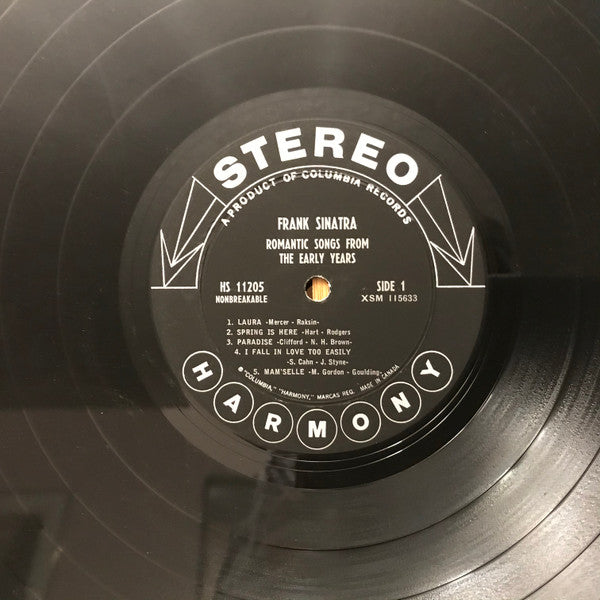 STEREO
A PRODUCT OF COLUMBIA RECORDS
FRANK SINATRA
ROMANTIC SONGS FROM
THE EARLY YEARS
HS 11205 SIDE 1
NONBREAKABLE XSM 115633
1. LAURA -Mercer - Raksin-
2. SPRING IS HERE -Hart - Rodgers
3. PARADISE -Clifford - N. H. Brown-
4. I FALL IN LOVE TOO EASILY
-S. Cahn - J. Styne-
5. MAM'SELLE -M. Gordon - Goulding-
® "COLUMBIA," "HARMONY," MARCAS REG. MADE IN CANADA
HARMONY